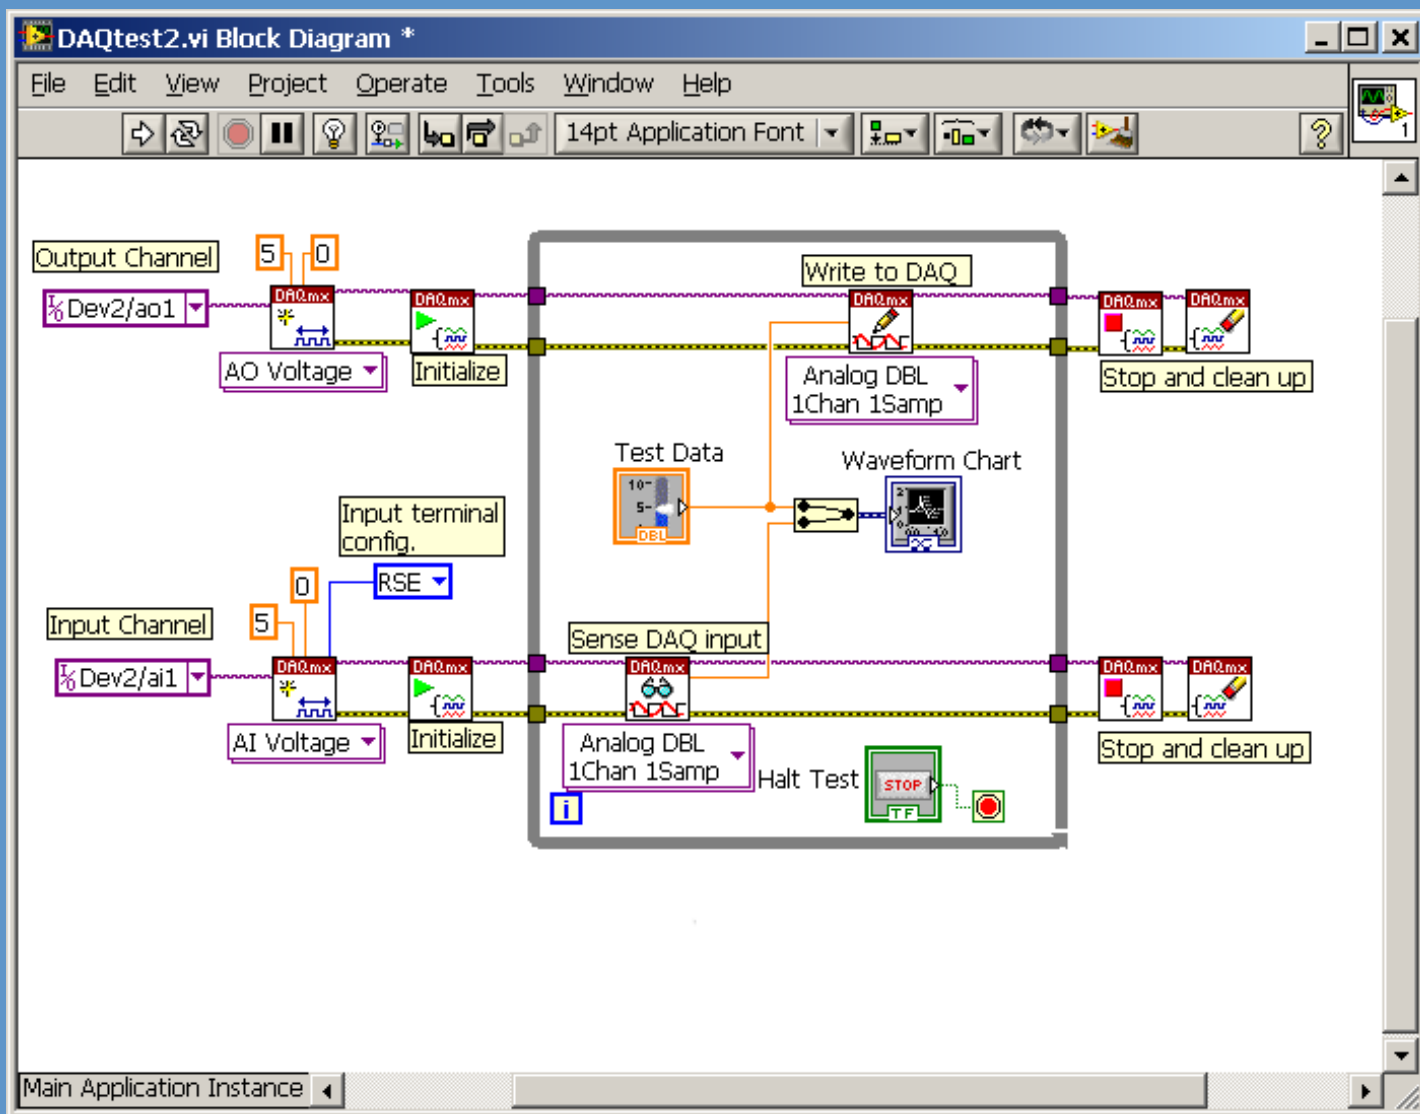 DAQtest2.vi Block Diagram *
File Edit View Project Operate Tools Window Help
14pt Application Font
1
Output Channel
5 0
Write to DAQ
I/O Dev2/ao1
DAQmx
DAQmx
DAQmx
DAQmx
DAQmx
AO Voltage
Initialize
Analog DBL
1Chan 1Samp
Stop and clean up
Test Data
10
5
DBL
Waveform Chart
Input terminal
config.
RSE
0
5
Input Channel
Sense DAQ input
I/O Dev2/ai1
DAQmx
DAQmx
DAQmx
DAQmx
DAQmx
AI Voltage
Initialize
Analog DBL
1Chan 1Samp
Stop and clean up
Halt Test
STOP
TF
i
Main Application Instance